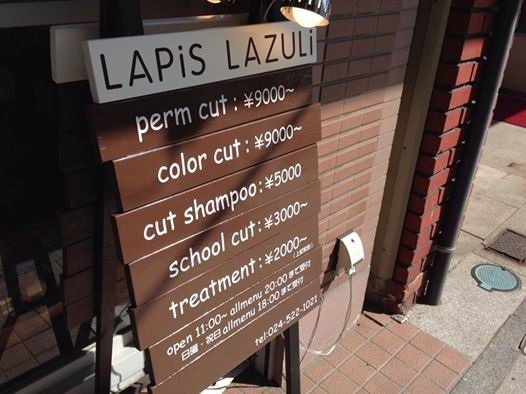 LAPiS LAZULi
perm cut : ¥9000~
color cut : ¥9000~
cut shampoo : ¥5000
school cut : ¥3000~
treatment : ¥2000~
open 11:00~ allmenu 20:00 まで受付
日曜・祝日 allmenu 18:00 まで受付
tel:024-522-1021